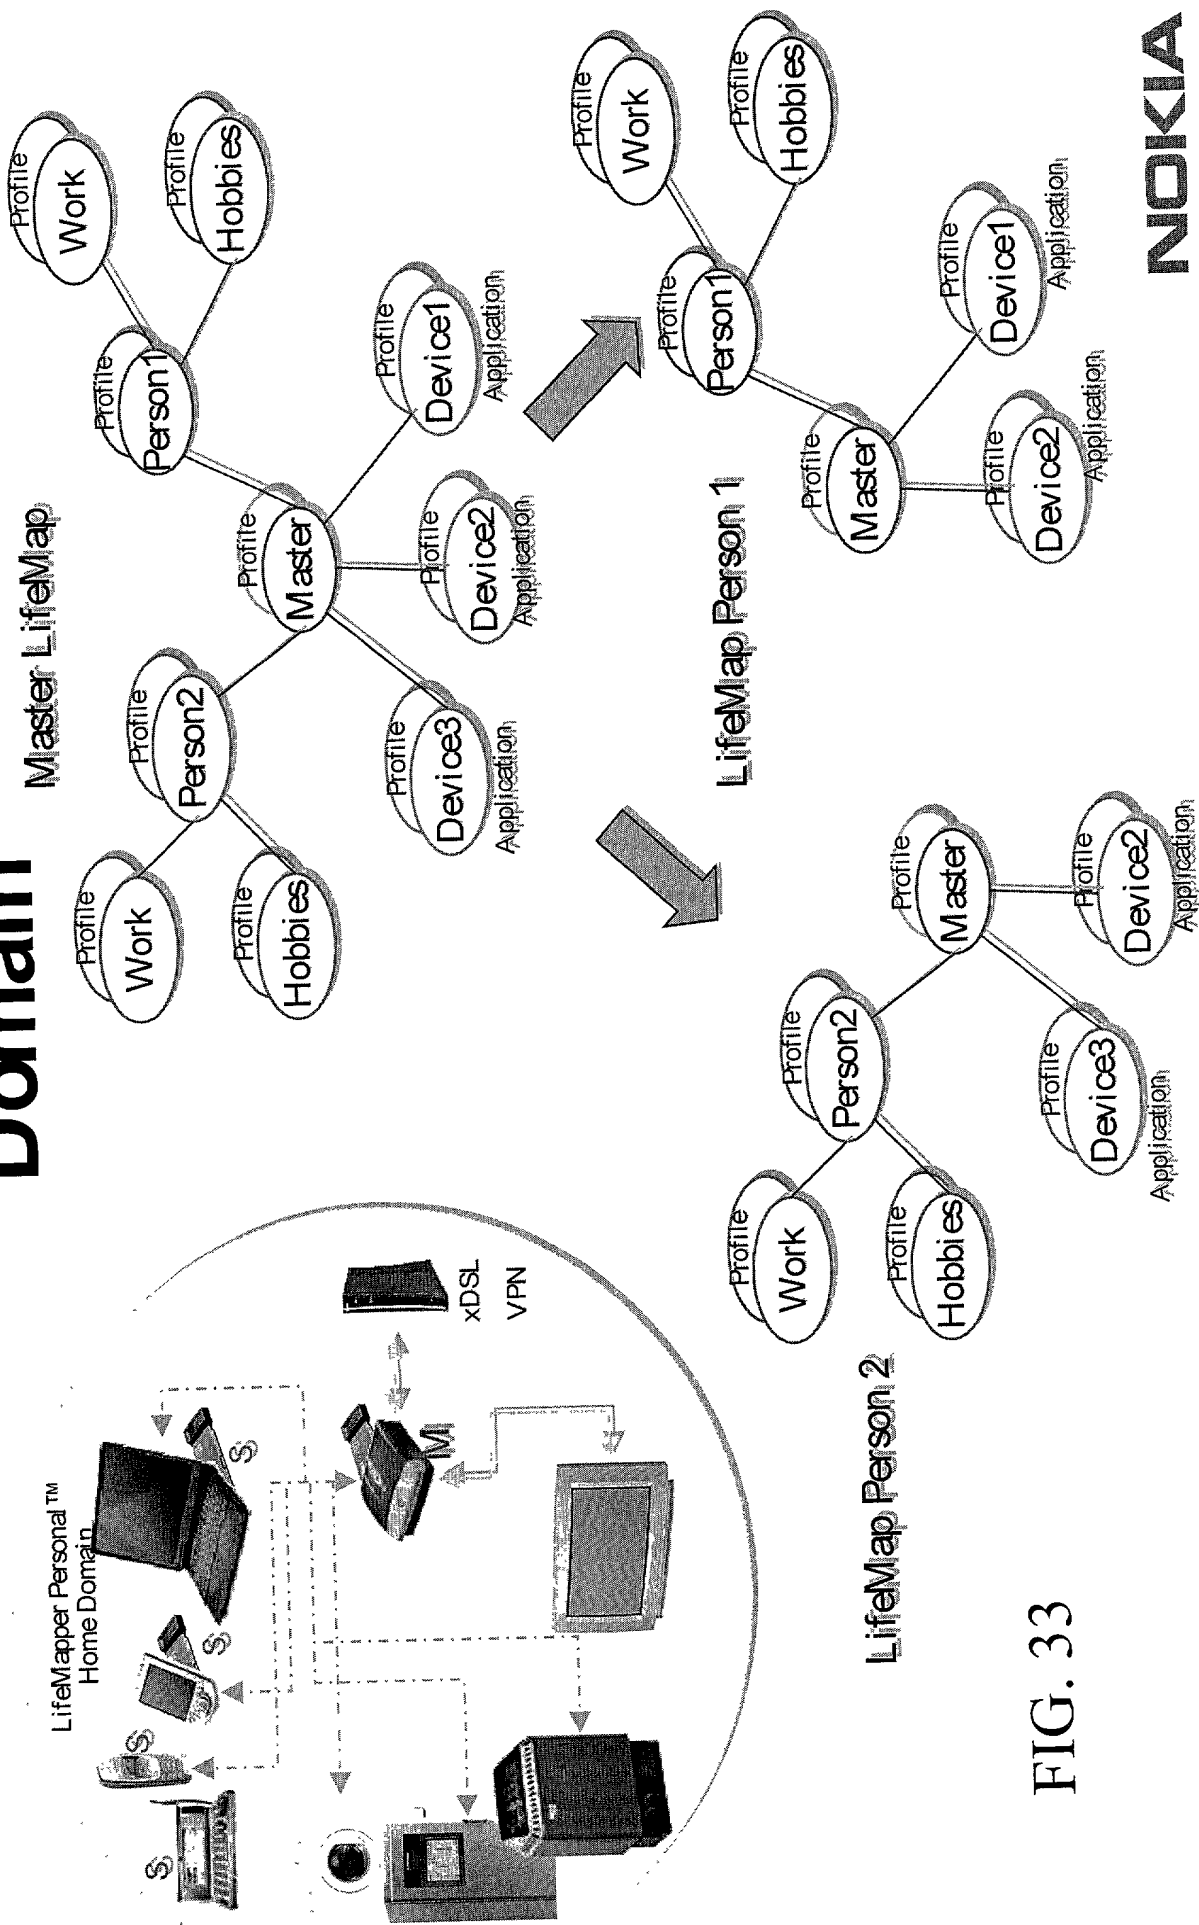 Domain
LifeMapper Personal™
Home Domain
S
S
S
S
M
xDSL
VPN
Master LifeMap
Profile
Work
Profile
Hobbies
Profile
Person2
Profile
Device3
Application
Profile
Master
Profile
Device2
Application
Profile
Person1
Profile
Device1
Application
Profile
Work
Profile
Hobbies
LifeMap Person 2
Profile
Work
Profile
Hobbies
Profile
Person2
Profile
Device3
Application
Profile
Master
Profile
Device2
Application
LifeMap Person 1
Profile
Master
Profile
Device2
Application
Profile
Person1
Profile
Device1
Application
Profile
Work
Profile
Hobbies
FIG. 33
NOKIA